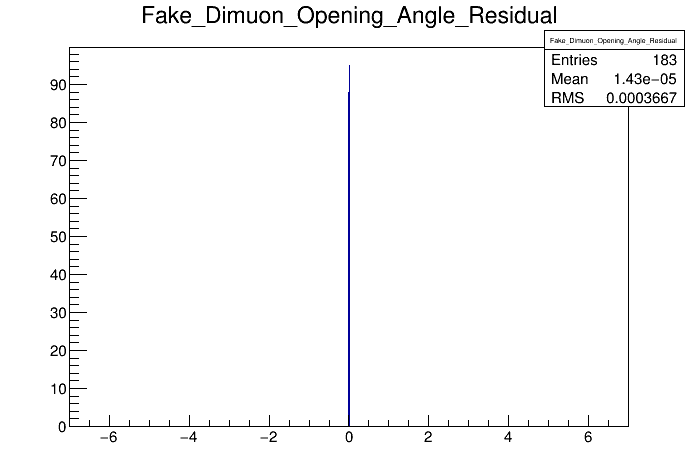 Fake_Dimuon_Opening_Angle_Residual
Fake_Dimuon_Opening_Angle_Residual
Entries 183
Mean 1.43e−05
RMS 0.0003667
90
80
70
60
50
40
30
20
10
0
−6 −4 −2 0 2 4 6